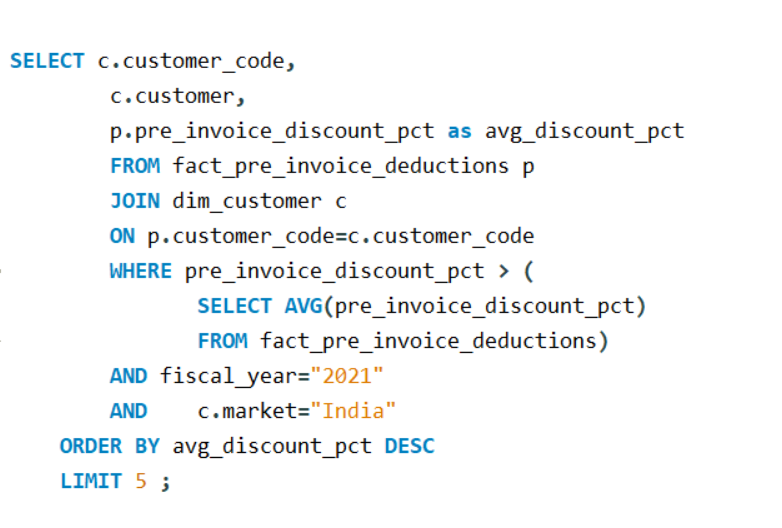 SELECT c.customer_code,
c.customer,
p.pre_invoice_discount_pct as avg_discount_pct
FROM fact_pre_invoice_deductions p
JOIN dim_customer c
ON p.customer_code=c.customer_code
WHERE pre_invoice_discount_pct > (
SELECT AVG(pre_invoice_discount_pct)
FROM fact_pre_invoice_deductions)
AND fiscal_year="2021"
AND c.market="India"
ORDER BY avg_discount_pct DESC
LIMIT 5 ;